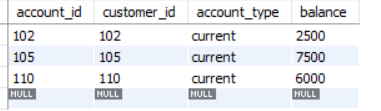 account_id customer_id account_type balance
102 102 current 2500
105 105 current 7500
110 110 current 6000
NULL NULL NULL NULL